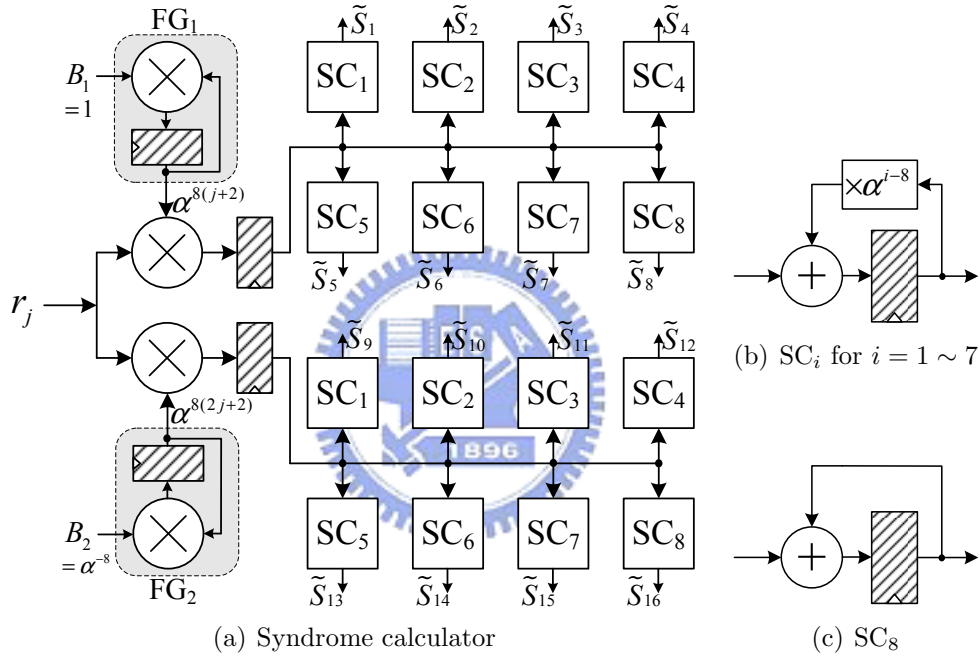 FG₁
B₁
=1
α^{8(j+2)}
r_j
α^{8(2j+2)}
B₂
=α^{-8}
FG₂
S̃₁ S̃₂ S̃₃ S̃₄
SC₁ SC₂ SC₃ SC₄
SC₅ SC₆ SC₇ SC₈
S̃₅ S̃₆ S̃₇ S̃₈
S̃₉ S̃₁₀ S̃₁₁ S̃₁₂
SC₁ SC₂ SC₃ SC₄
1896
SC₅ SC₆ SC₇ SC₈
S̃₁₃ S̃₁₄ S̃₁₅ S̃₁₆
(a) Syndrome calculator
×α^{i-8}
+
(b) SC_i for i = 1 ~ 7
+
(c) SC₈